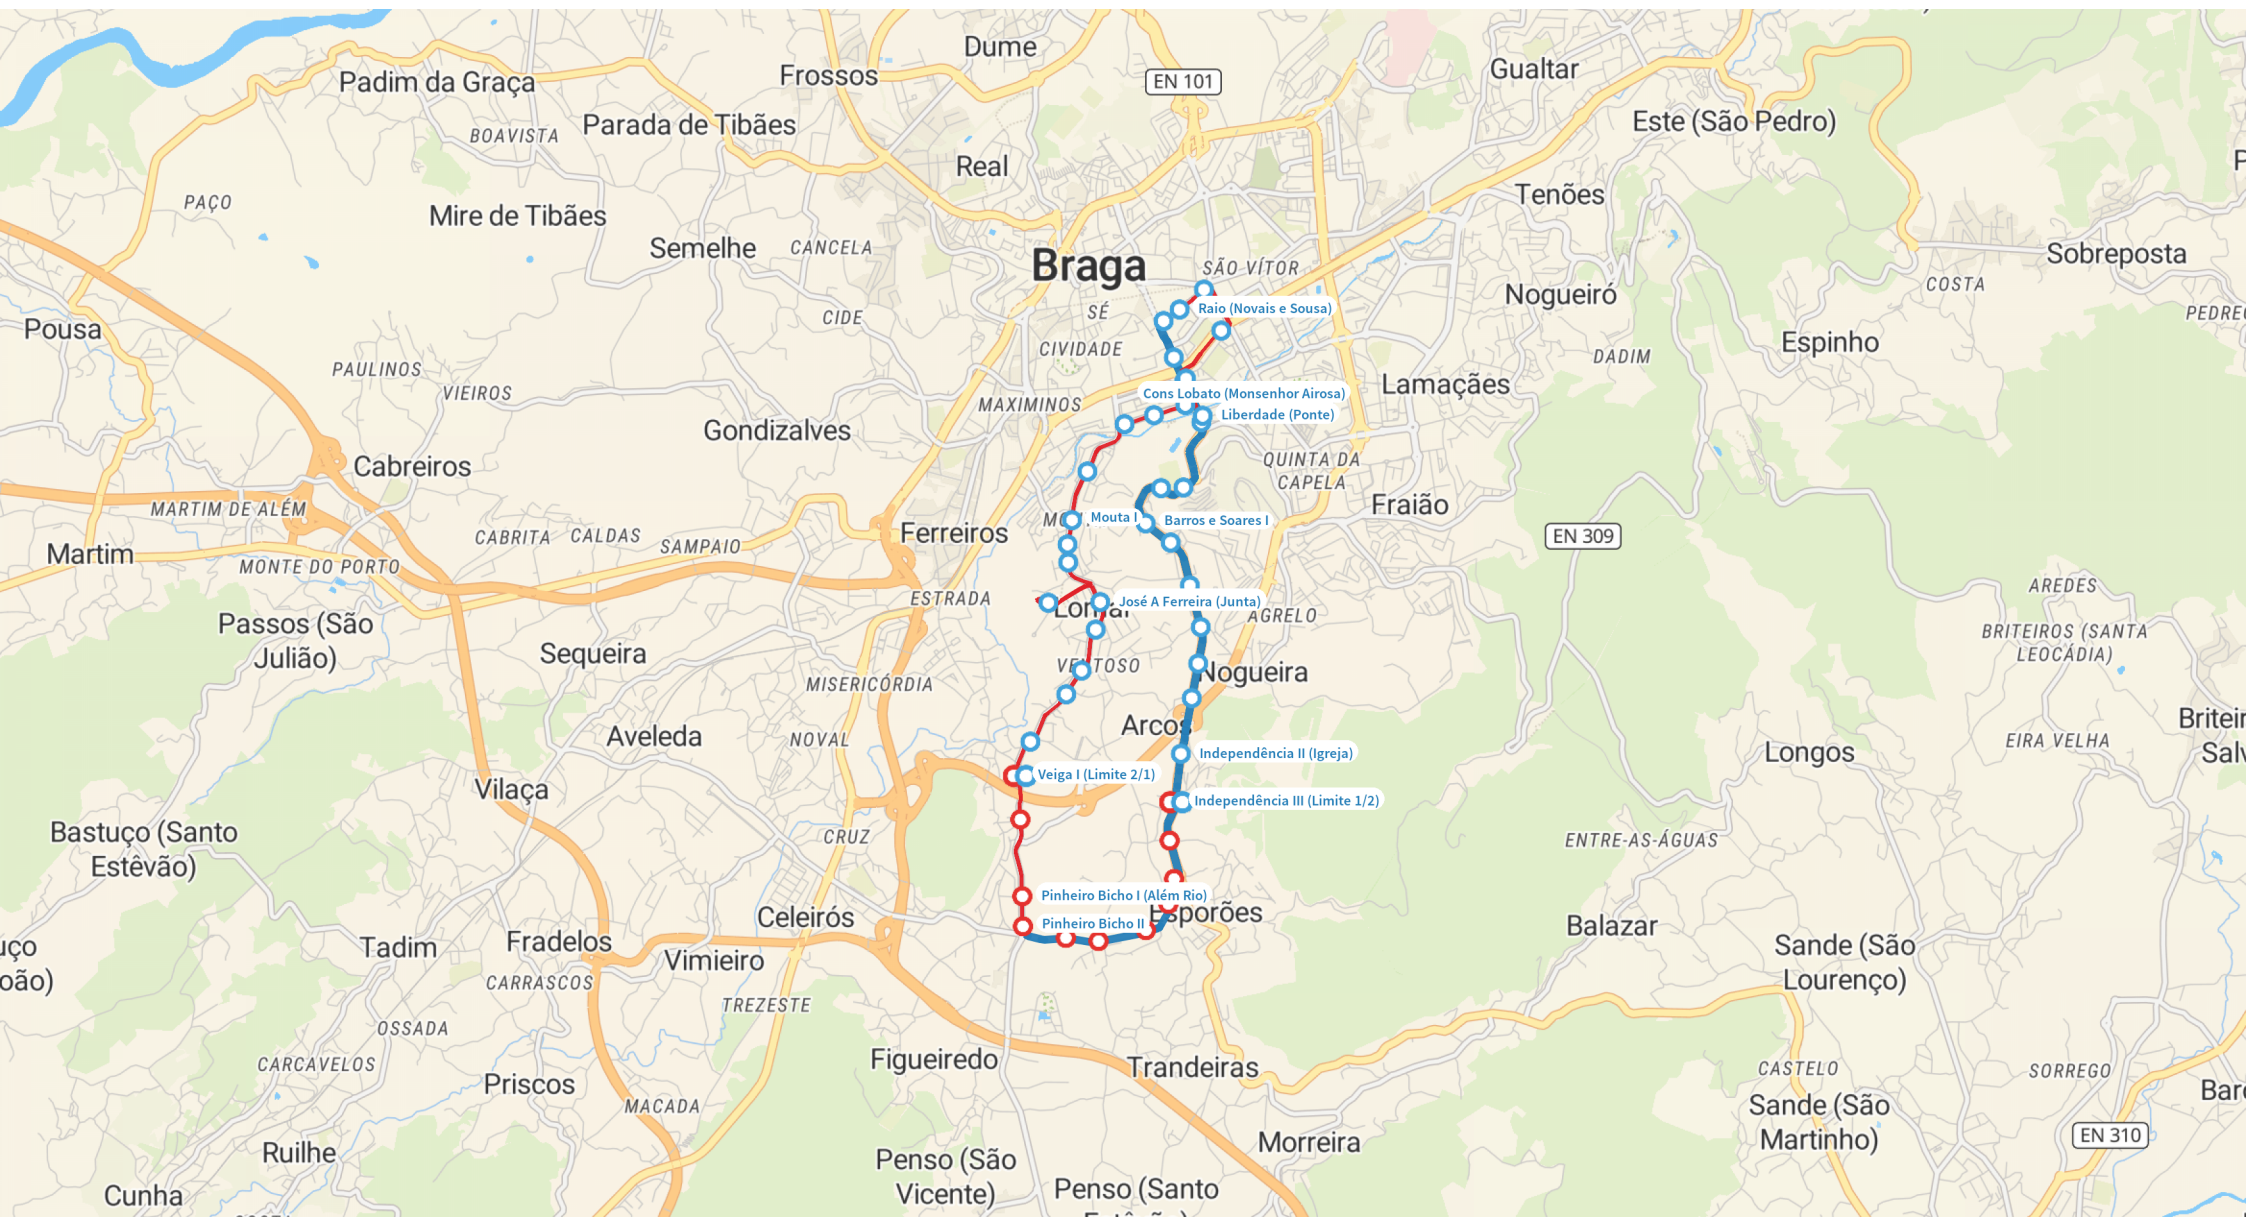 Dume
Frossos
Gualtar
Padim da Graça
EN 101
Este (São Pedro)
BOAVISTA
Parada de Tibães
Real
Tenões
PAÇO
Mire de Tibães
Semelhe
CANCELA
Braga
SÃO VÍTOR
Sobreposta
COSTA
Nogueiró
SÉ
Raio (Novais e Sousa)
CIDE
Pousa
Espinho
CIVIDADE
DADIM
PAULINOS
VIEIROS
Lamaçães
Cons Lobato (Monsenhor Airosa)
MAXIMINOS
Liberdade (Ponte)
Gondizalves
Cabreiros
QUINTA DA
CAPELA
MARTIM DE ALÉM
Fraião
Mouta I
Barros e Soares I
Ferreiros
EN 309
CABRITA
CALDAS
SAMPAIO
Martim
MONTE DO PORTO
AREDES
ESTRADA
José A Ferreira (Junta)
AGRELO
Passos (São
Julião)
BRITEIROS (SANTA
LEOCÁDIA)
Sequeira
VENTOSO
Nogueira
MISERICÓRDIA
Arcos
Aveleda
NOVAL
Independência II (Igreja)
Longos
EIRA VELHA
Veiga I (Limite 2/1)
Vilaça
Independência III (Limite 1/2)
Bastuço (Santo
Estêvão)
CRUZ
ENTRE-AS-ÁGUAS
Pinheiro Bicho I (Além Rio)
Celeirós
Esporões
Pinheiro Bicho II
Balazar
Tadim
Fradelos
Vimieiro
Sande (São
Lourenço)
CARRASCOS
TREZESTE
OSSADA
CARCAVELOS
Figueiredo
Trandeiras
CASTELO
SORREGO
Priscos
MACADA
Sande (São
Martinho)
EN 310
Ruilhe
Morreira
Penso (São
Vicente)
Penso (Santo
Cunha